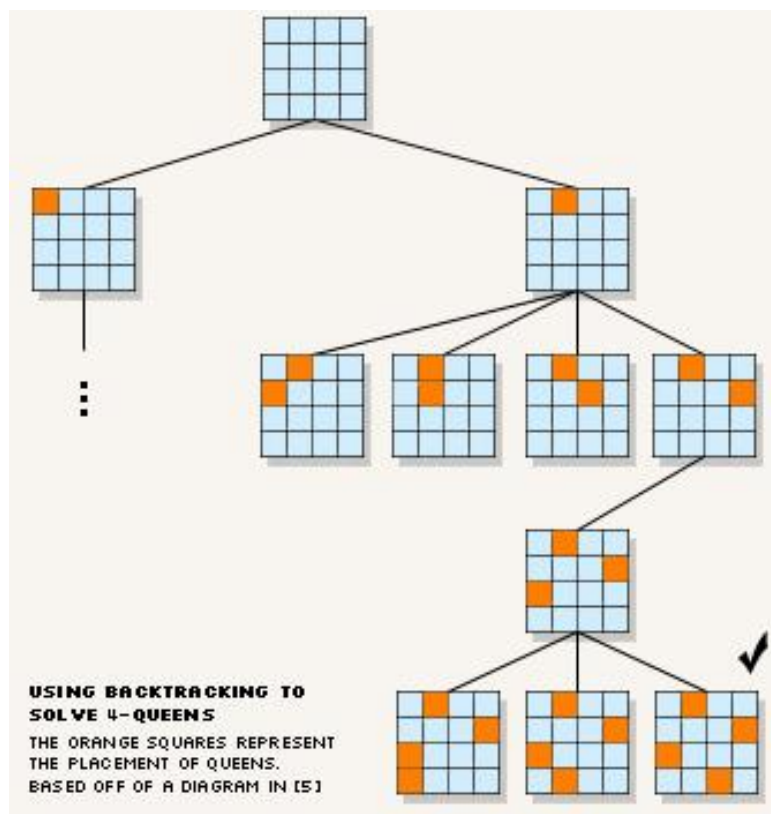 USING BACKTRACKING TO
SOLVE 4-QUEENS
THE ORANGE SQUARES REPRESENT
THE PLACEMENT OF QUEENS.
BASED OFF OF A DIAGRAM IN [5]